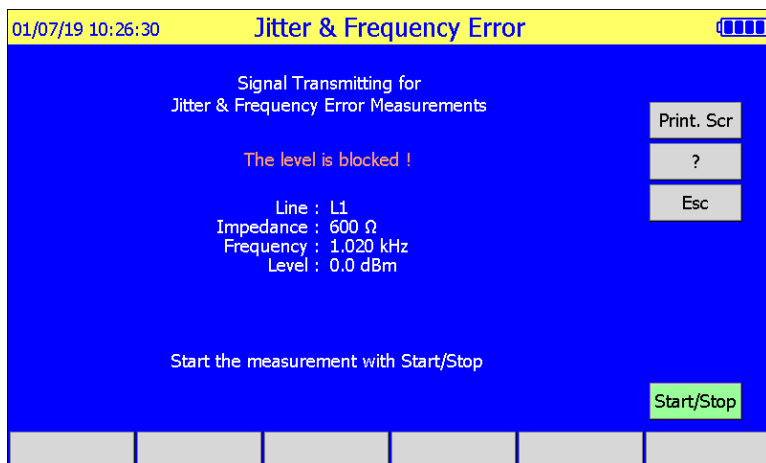 01/07/19 10:26:30 Jitter & Frequency Error
Signal Transmitting for
Jitter & Frequency Error Measurements
Print. Scr
The level is blocked !
?
Esc
Line : L1
Impedance : 600 Ω
Frequency : 1.020 kHz
Level : 0.0 dBm
Start the measurement with Start/Stop
Start/Stop